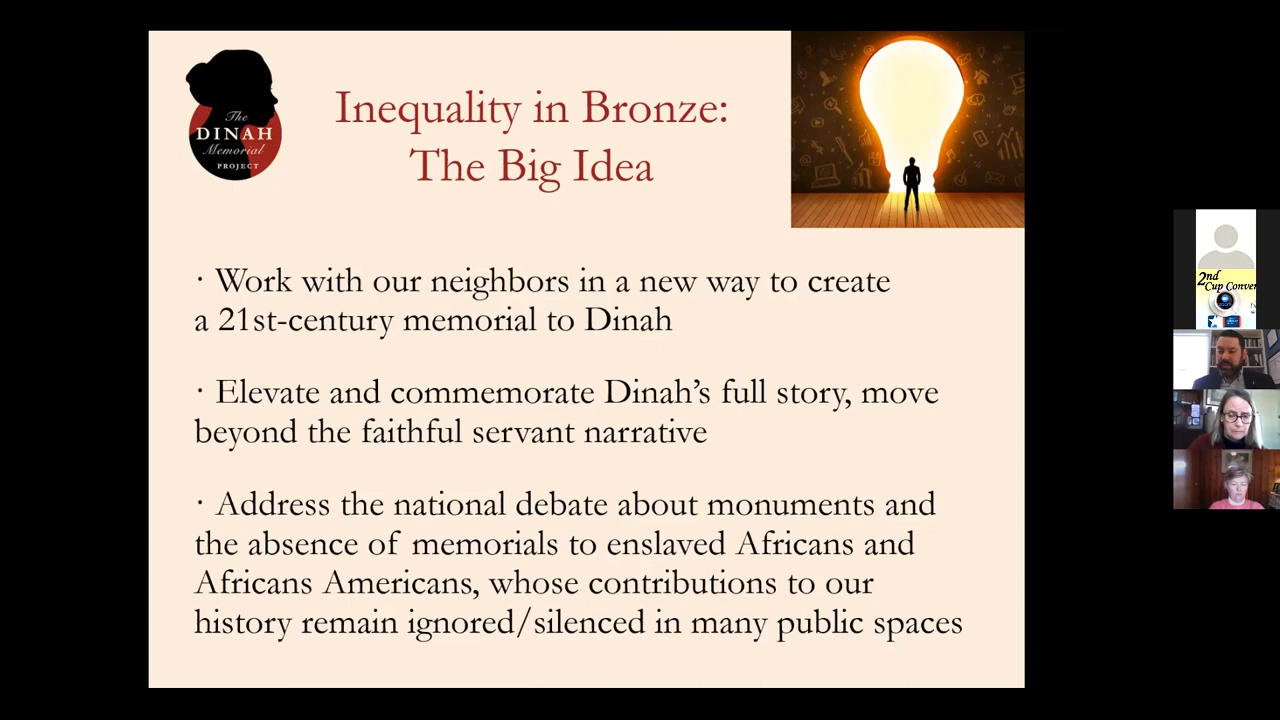 The
DINAH
Memorial
PROJECT
Inequality in Bronze:
The Big Idea
· Work with our neighbors in a new way to create
a 21st-century memorial to Dinah
· Elevate and commemorate Dinah’s full story, move
beyond the faithful servant narrative
· Address the national debate about monuments and
the absence of memorials to enslaved Africans and
Africans Americans, whose contributions to our
history remain ignored/silenced in many public spaces
2nd
Cup Conver
zoom